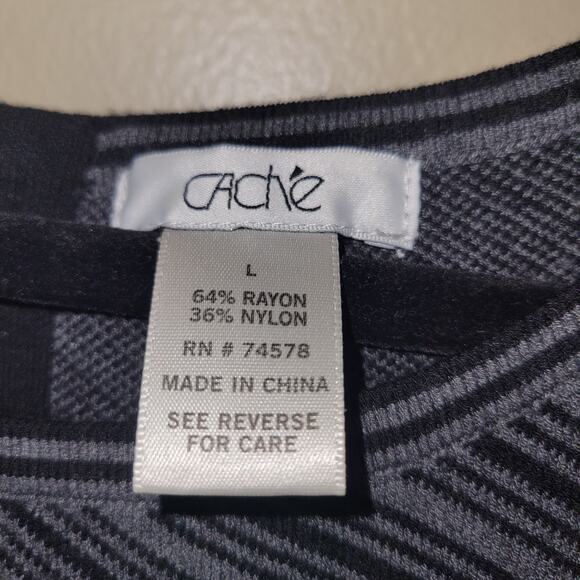 CAché
L
64% RAYON
36% NYLON
RN # 74578
MADE IN CHINA
SEE REVERSE
FOR CARE